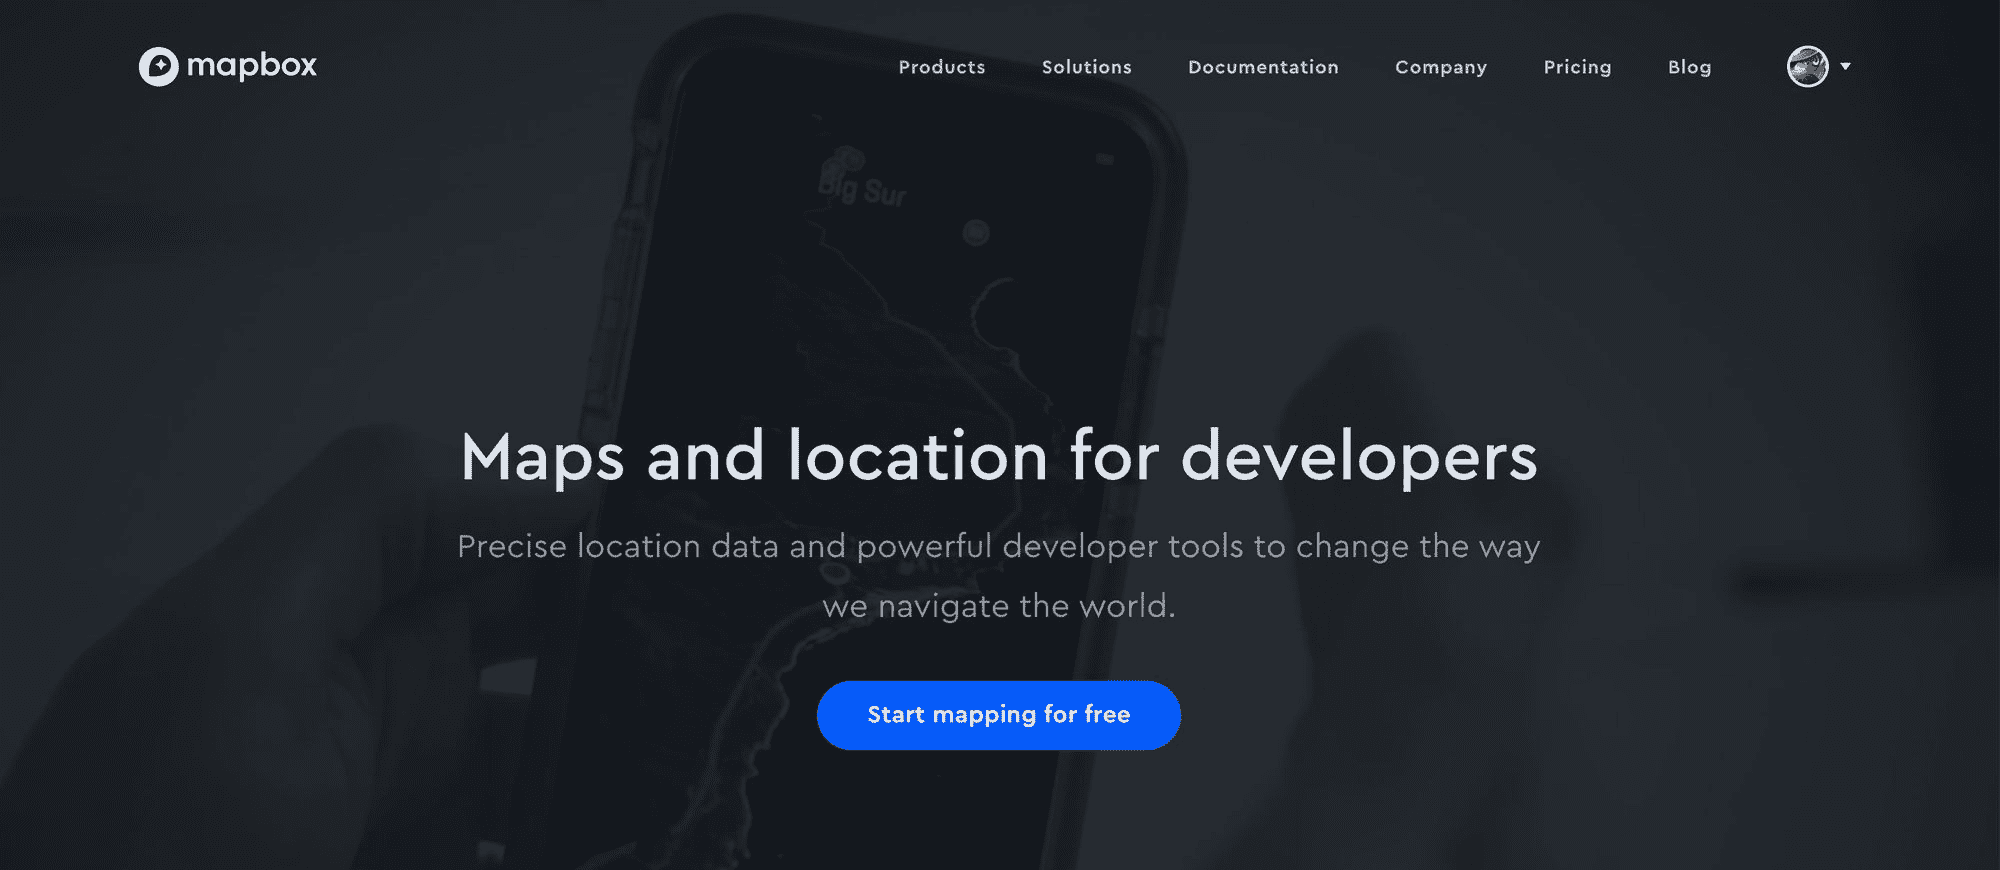 mapbox
Products Solutions Documentation Company Pricing Blog
Big Sur
Maps and location for developers
Precise location data and powerful developer tools to change the way
we navigate the world.
Start mapping for free